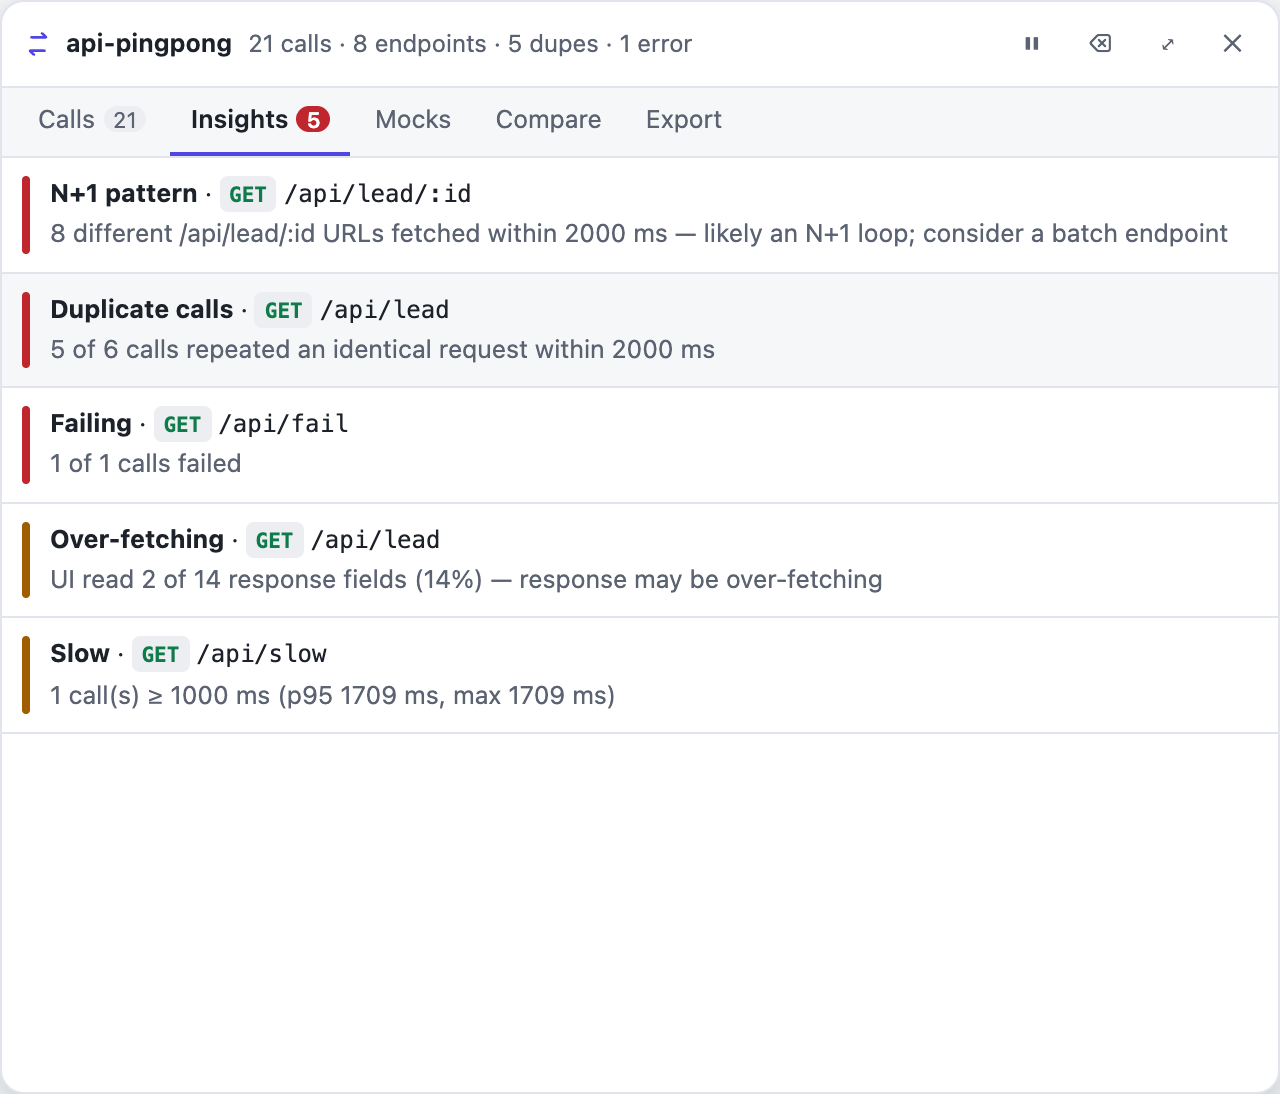 api-pingpong 21 calls · 8 endpoints · 5 dupes · 1 error
Calls 21 Insights 5 Mocks Compare Export
N+1 pattern · GET /api/lead/:id
8 different /api/lead/:id URLs fetched within 2000 ms — likely an N+1 loop; consider a batch endpoint
Duplicate calls · GET /api/lead
5 of 6 calls repeated an identical request within 2000 ms
Failing · GET /api/fail
1 of 1 calls failed
Over-fetching · GET /api/lead
UI read 2 of 14 response fields (14%) — response may be over-fetching
Slow · GET /api/slow
1 call(s) ≥ 1000 ms (p95 1709 ms, max 1709 ms)